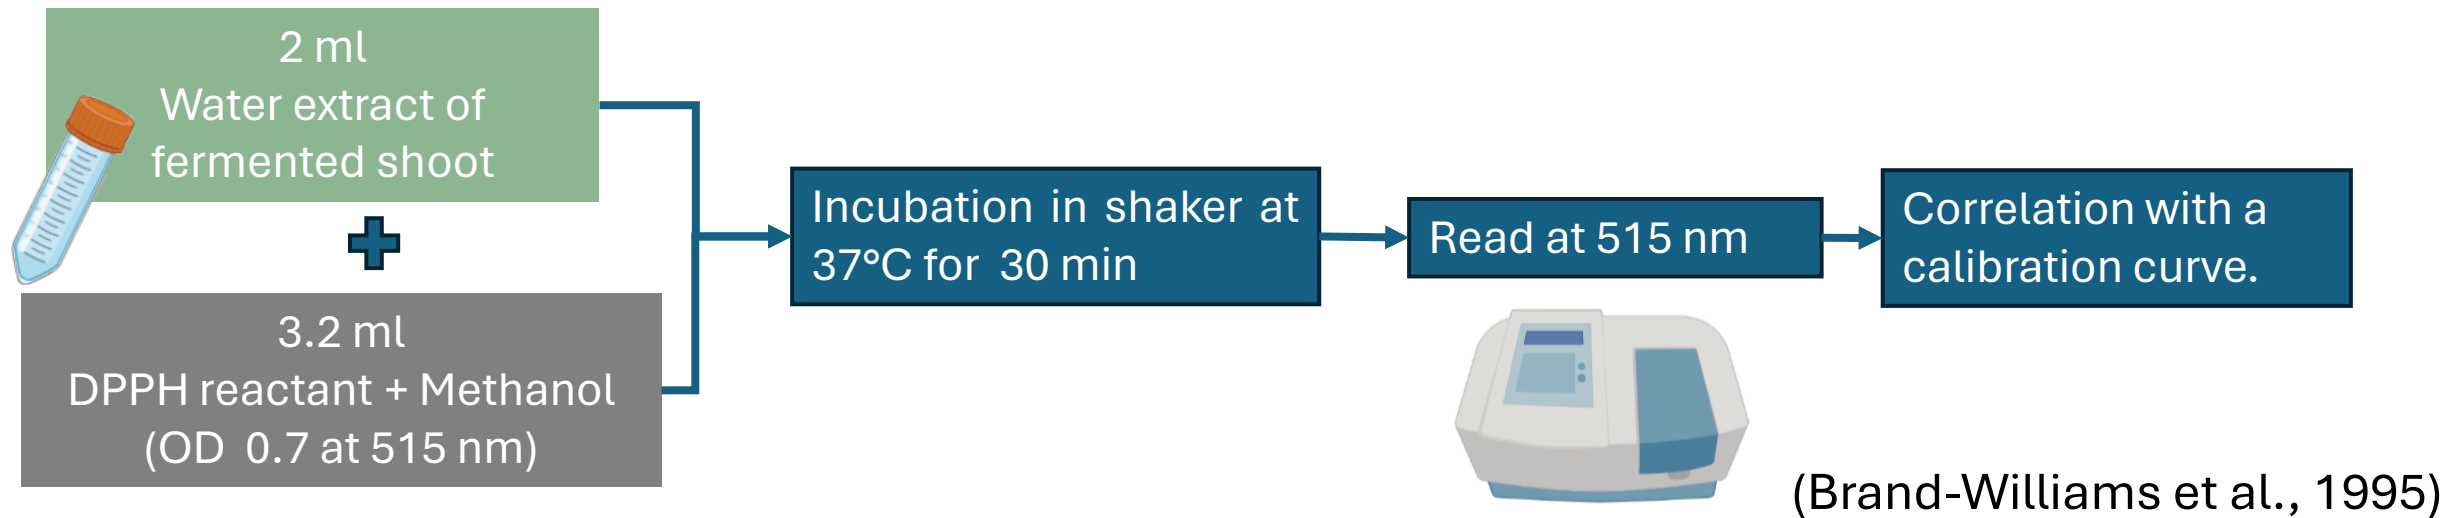 2 ml
Water extract of
fermented shoot
3.2 ml
DPPH reactant + Methanol
(OD 0.7 at 515 nm)
Incubation in shaker at
37°C for 30 min
Read at 515 nm
Correlation with a
calibration curve.
(Brand-Williams et al., 1995)